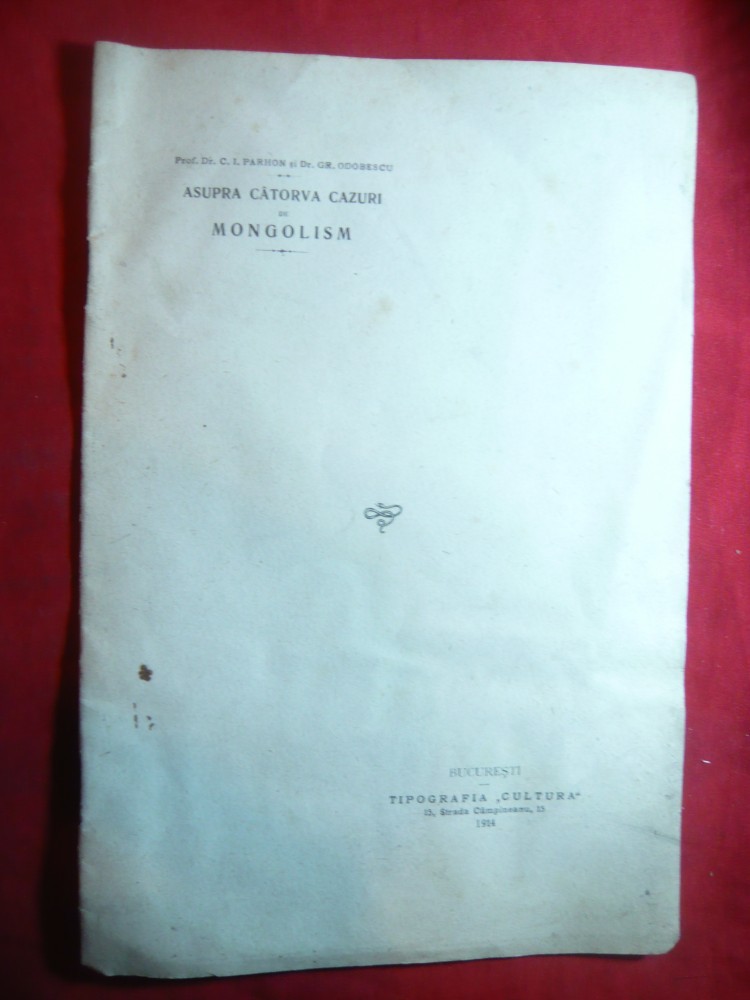 Prof. Dr. C. I. PARHON și Dr. GR. ODOBESCU
ASUPRA CÂTORVA CAZURI
DE
MONGOLISM
BUCUREȘTI
TIPOGRAFIA „CULTURA“
15, Strada Câmpineanu, 15
1914